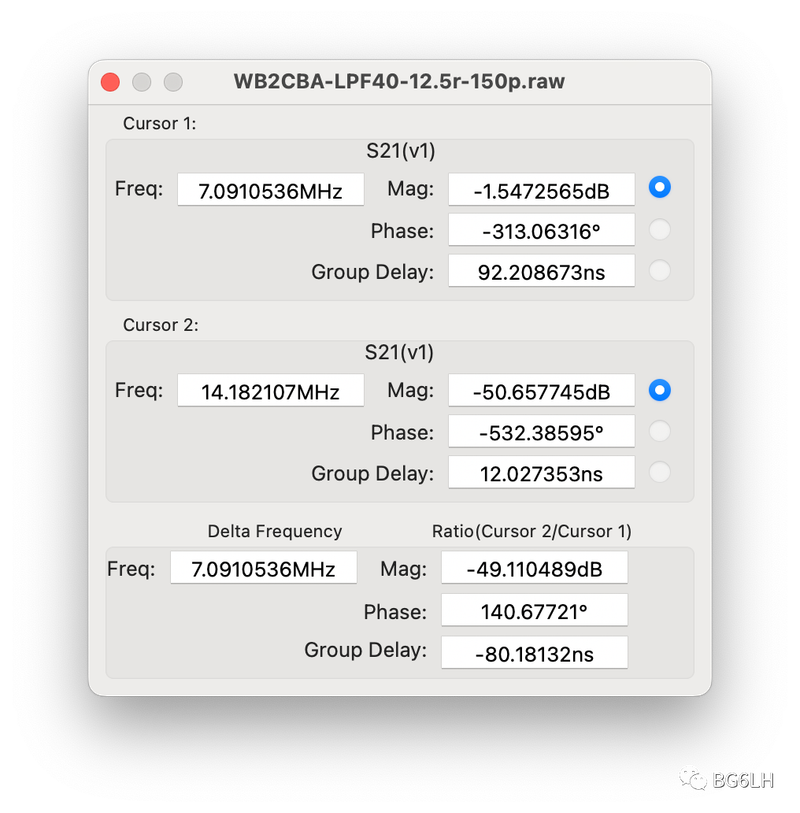 WB2CBA-LPF40-12.5r-150p.raw
Cursor 1:
S21(v1)
Freq: 7.0910536MHz Mag: -1.5472565dB
Phase: -313.06316°
Group Delay: 92.208673ns
Cursor 2:
S21(v1)
Freq: 14.182107MHz Mag: -50.657745dB
Phase: -532.38595°
Group Delay: 12.027353ns
Delta Frequency Ratio(Cursor 2/Cursor 1)
Freq: 7.0910536MHz Mag: -49.110489dB
Phase: 140.67721°
Group Delay: -80.18132ns
BG6LH